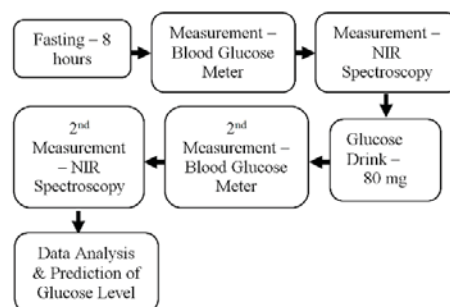 Fasting – 8
hours
Measurement –
Blood Glucose
Meter
Measurement –
NIR
Spectroscopy
Glucose
Drink –
80 mg
2nd
Measurement –
Blood Glucose
Meter
2nd
Measurement
– NIR
Spectroscopy
Data Analysis
& Prediction of
Glucose Level